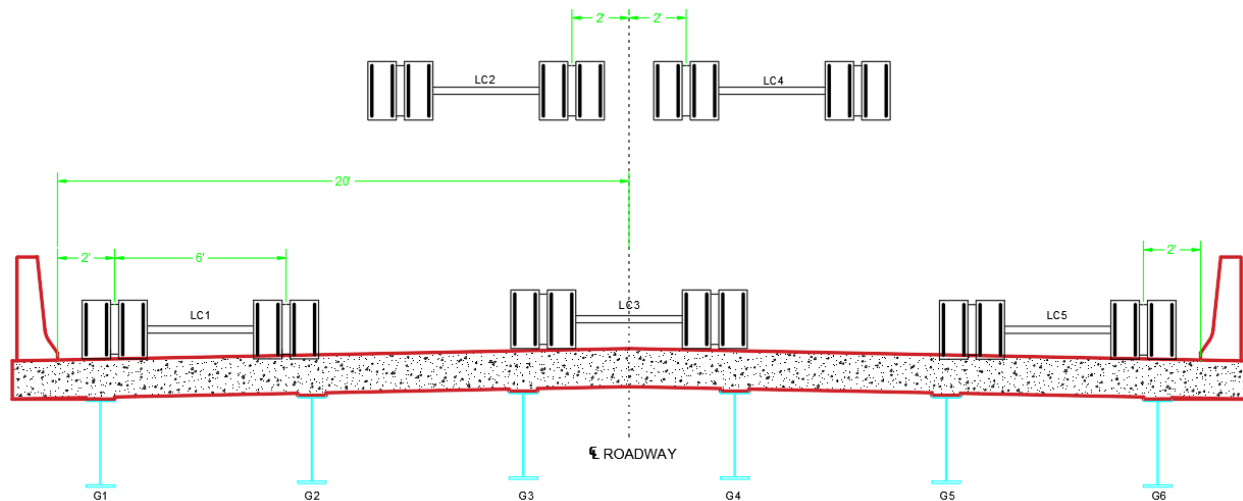 2'
2'
LC2
LC4
20'
2'
6'
2'
LC1
LC3
LC5
℄ ROADWAY
G1
G2
G3
G4
G5
G6